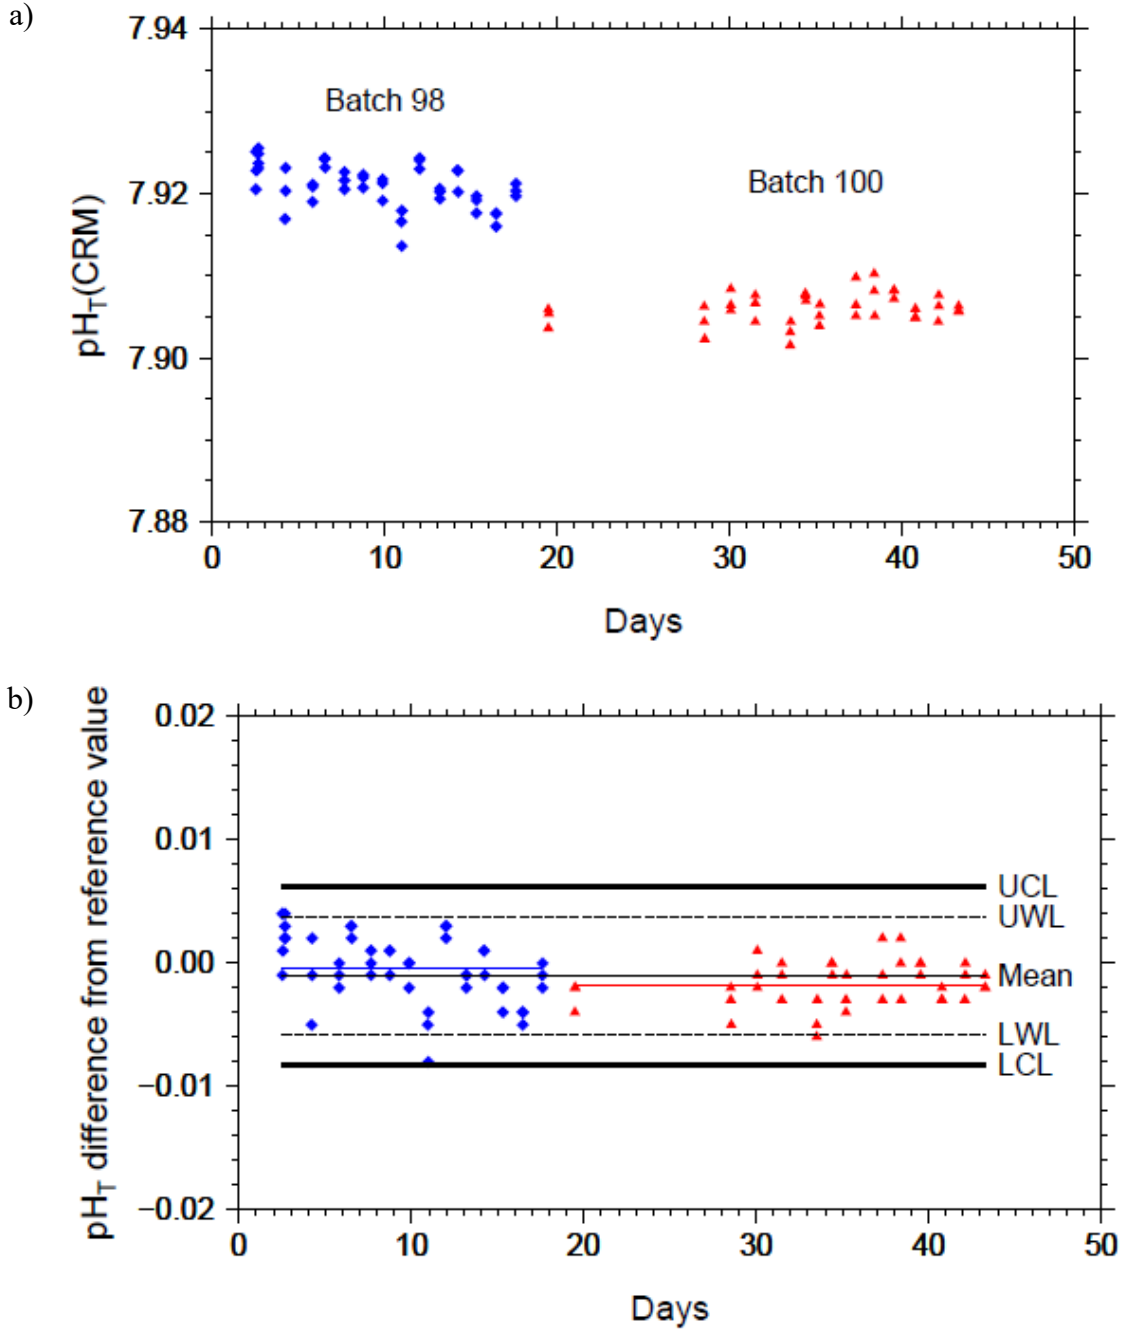 a)
7.94
Batch 98
Batch 100
7.92
pH_T(CRM)
7.90
7.88
0 10 20 30 40 50
Days
b)
0.02
pH_T difference from reference value
0.01
UCL
UWL
0.00
Mean
LWL
LCL
−0.01
−0.02
0 10 20 30 40 50
Days